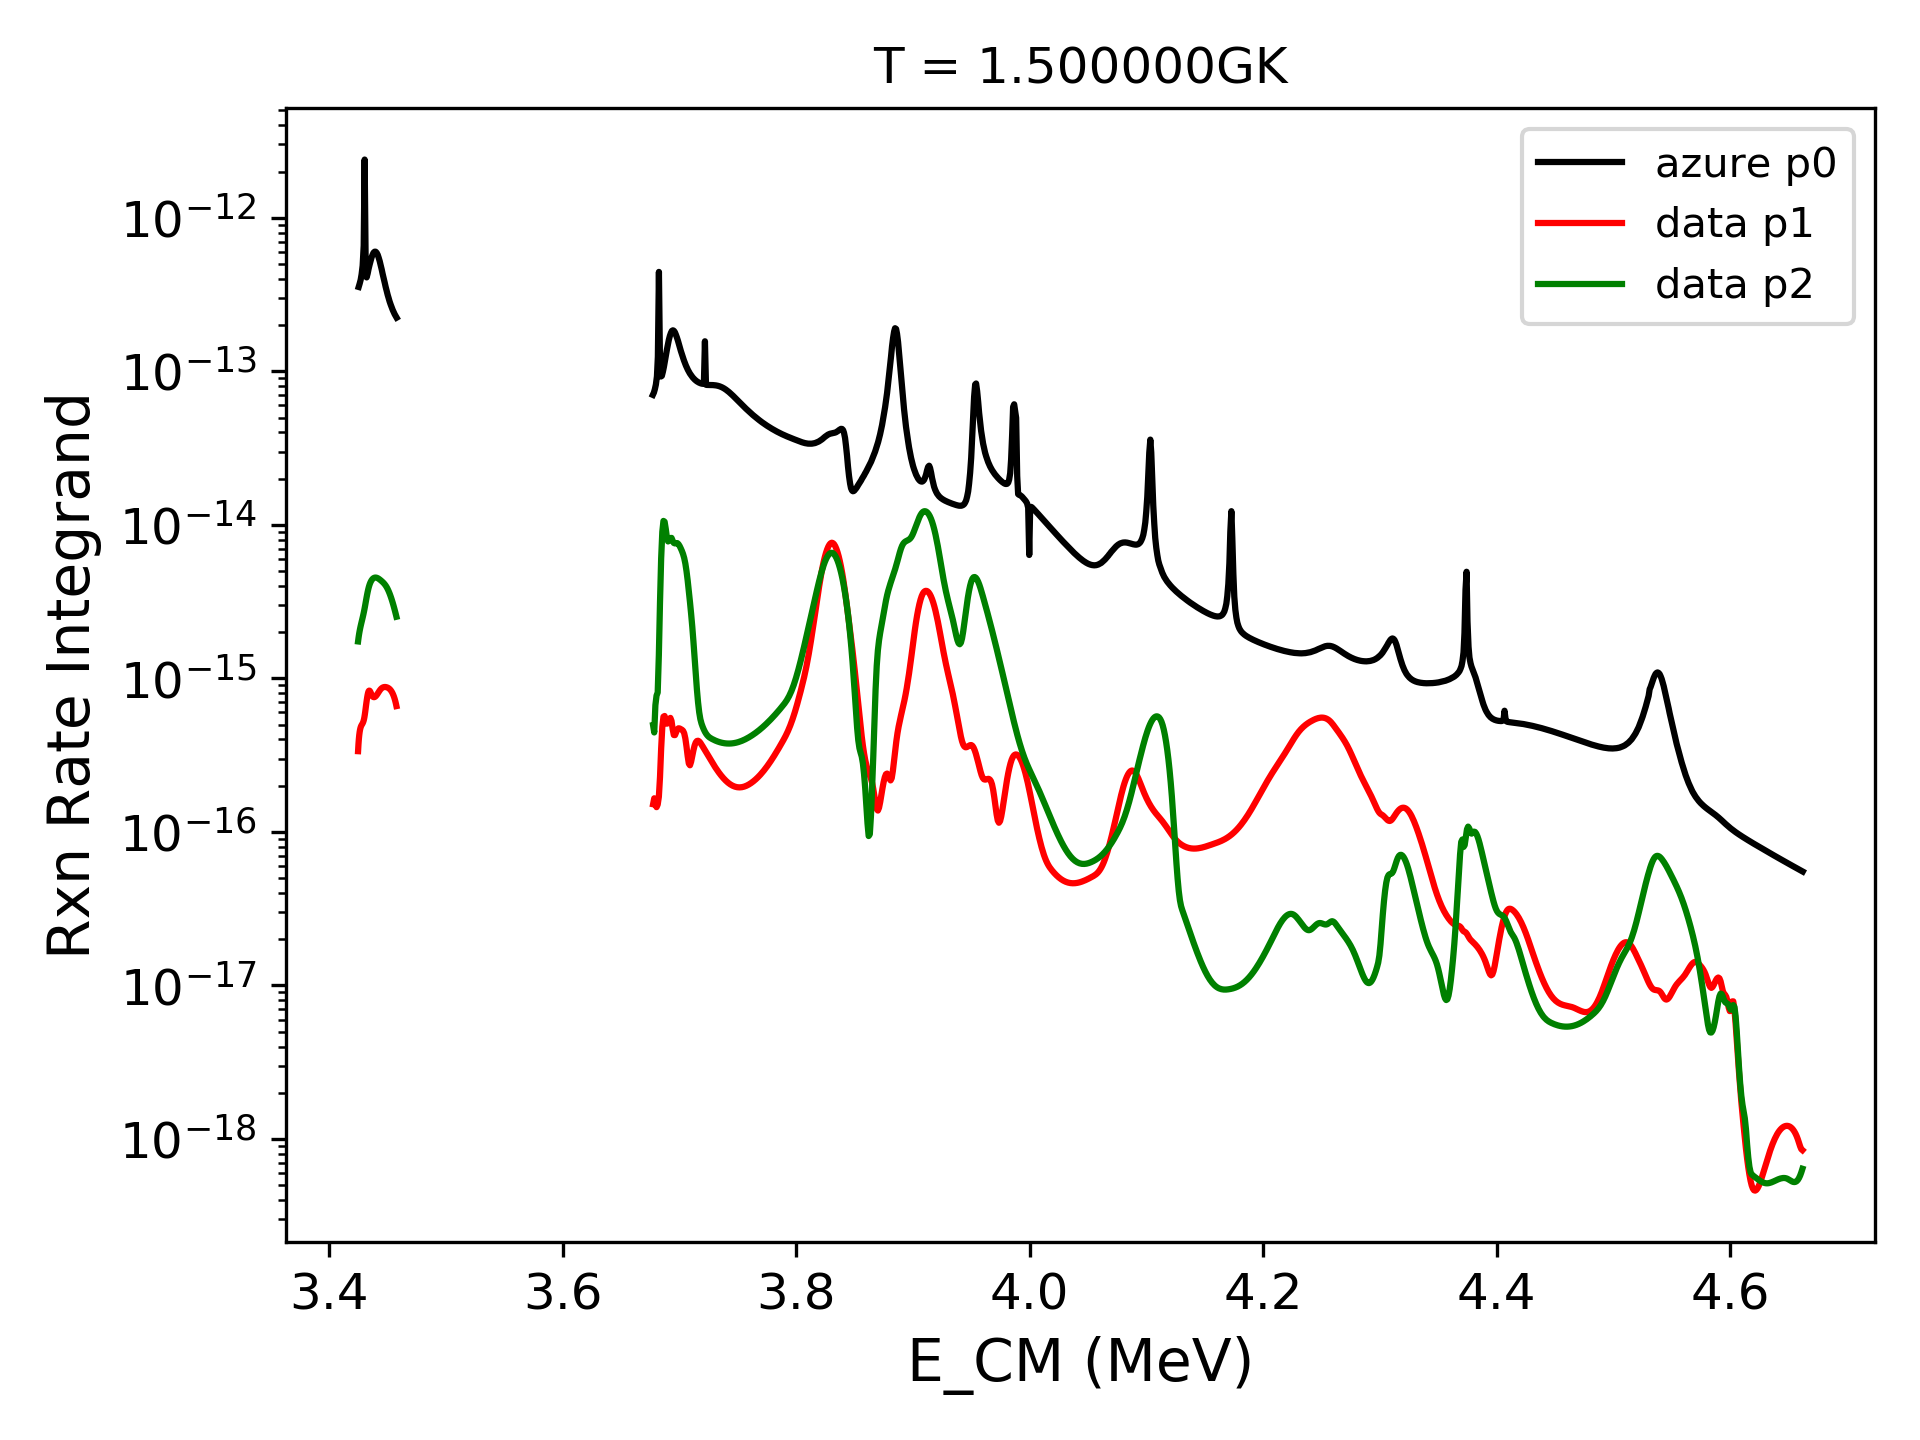 T = 1.500000GK
azure p0
data p1
data p2
Rxn Rate Integrand
10⁻¹²
10⁻¹³
10⁻¹⁴
10⁻¹⁵
10⁻¹⁶
10⁻¹⁷
10⁻¹⁸
3.4 3.6 3.8 4.0 4.2 4.4 4.6
E_CM (MeV)